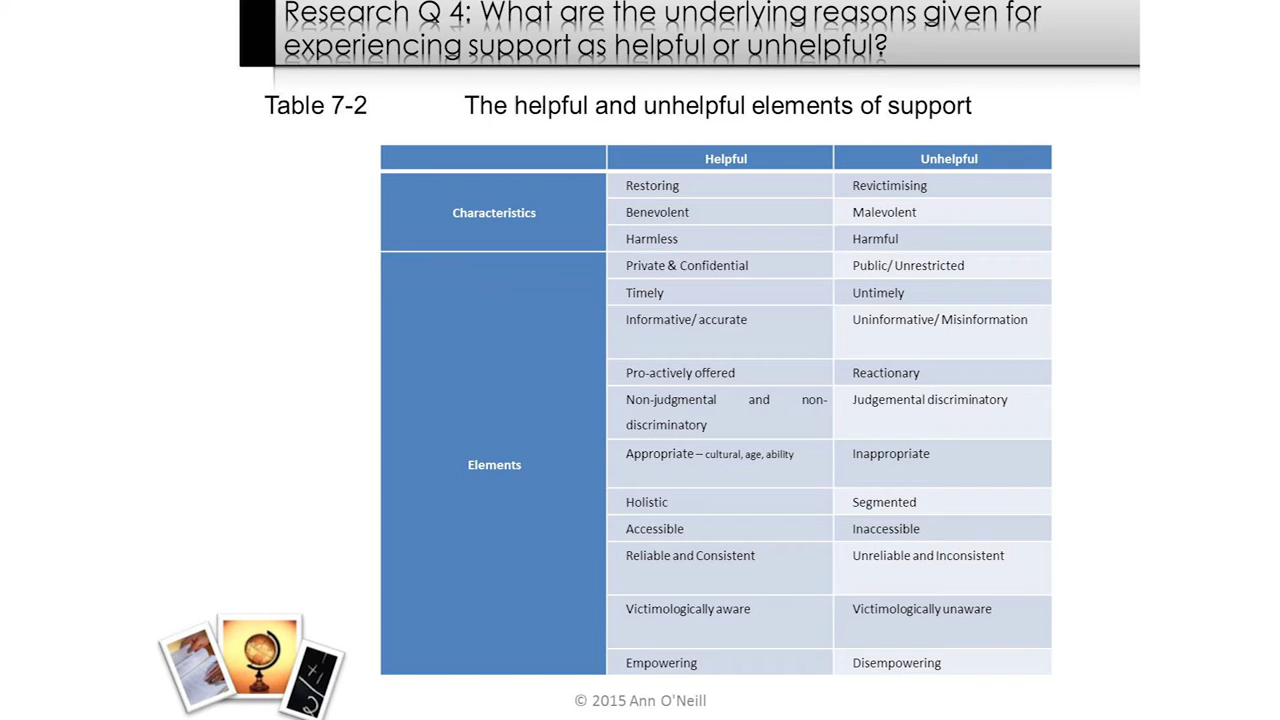 Research Q 4; What are the underlying reasons given for
experiencing support as helpful or unhelpful?
Table 7-2 The helpful and unhelpful elements of support
Helpful Unhelpful
Characteristics
Restoring Revictimising
Benevolent Malevolent
Harmless Harmful
Elements
Private & Confidential Public/ Unrestricted
Timely Untimely
Informative/ accurate Uninformative/ Misinformation
Pro-actively offered Reactionary
Non-judgmental and non- Judgemental discriminatory
discriminatory
Appropriate – cultural, age, ability Inappropriate
Holistic Segmented
Accessible Inaccessible
Reliable and Consistent Unreliable and Inconsistent
Victimologically aware Victimologically unaware
Empowering Disempowering
© 2015 Ann O'Neill